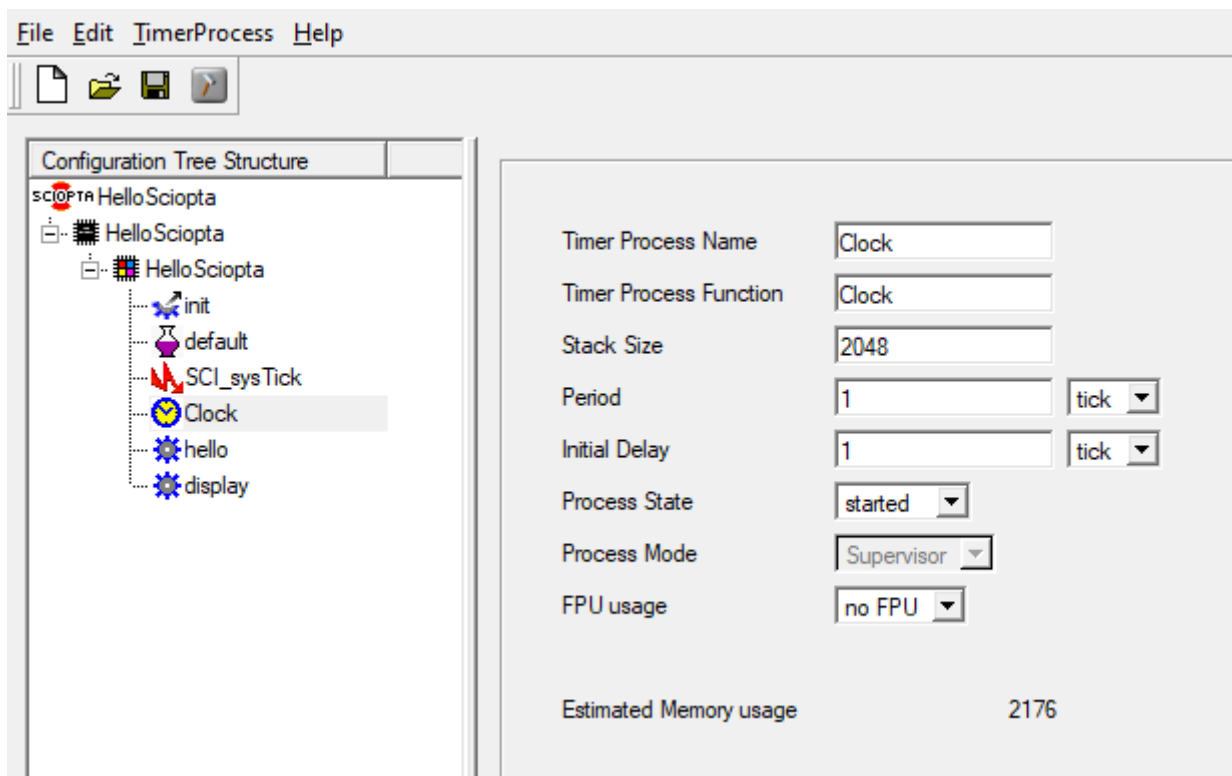 File Edit TimerProcess Help
Configuration Tree Structure
SCIOPTA HelloSciopta
HelloSciopta
HelloSciopta
init
default
SCI_sysTick
Clock
hello
display
Timer Process Name Clock
Timer Process Function Clock
Stack Size 2048
Period 1 tick
Initial Delay 1 tick
Process State started
Process Mode Supervisor
FPU usage no FPU
Estimated Memory usage 2176